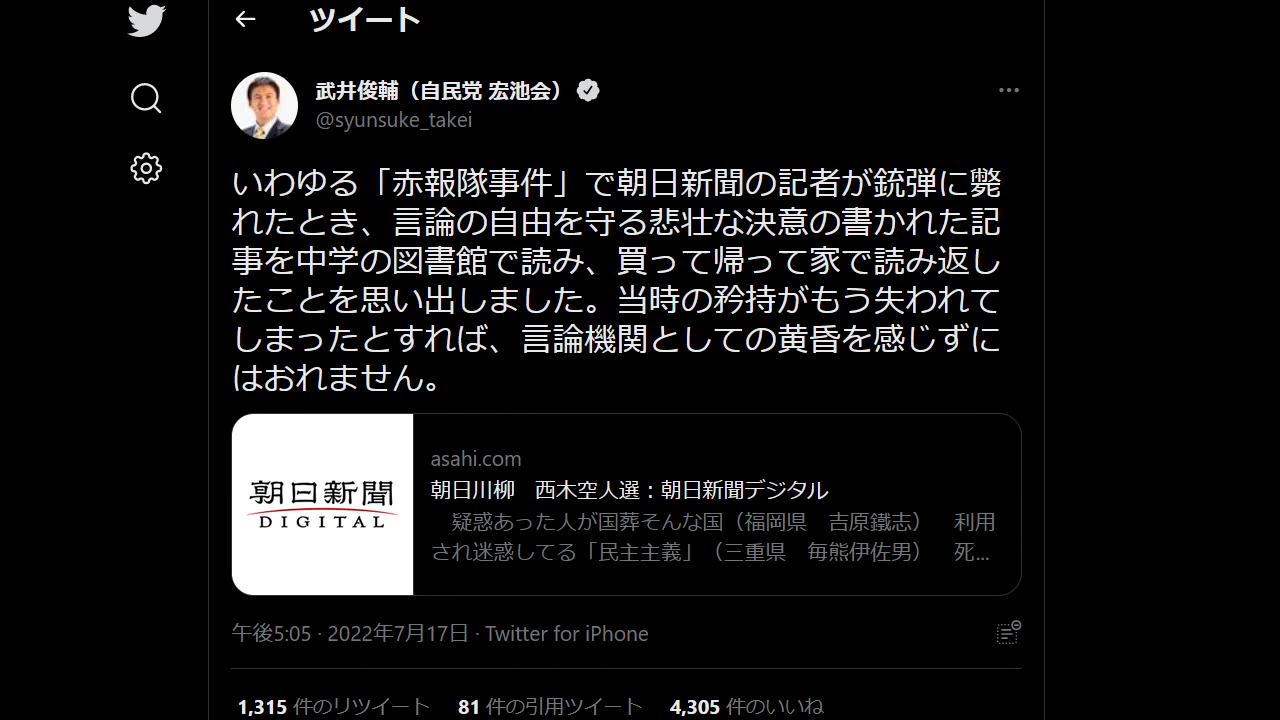 ツイート
武井俊輔（自民党 宏池会）
@syunsuke_takei
いわゆる「赤報隊事件」で朝日新聞の記者が銃弾に斃
れたとき、言論の自由を守る悲壮な決意の書かれた記
事を中学の図書館で読み、買って帰って家で読み返し
たことを思い出しました。当時の矜持がもう失われて
しまったとすれば、言論機関としての黄昏を感じずに
はおれません。
朝日新聞
DIGITAL
asahi.com
朝日川柳　西木空人選：朝日新聞デジタル
疑惑あった人が国葬そんな国（福岡県　吉原鐵志）　利用
され迷惑してる「民主主義」（三重県　毎熊伊佐男）　死...
午後5:05 · 2022年7月17日 · Twitter for iPhone
1,315 件のリツイート　81 件の引用ツイート　4,305 件のいいね